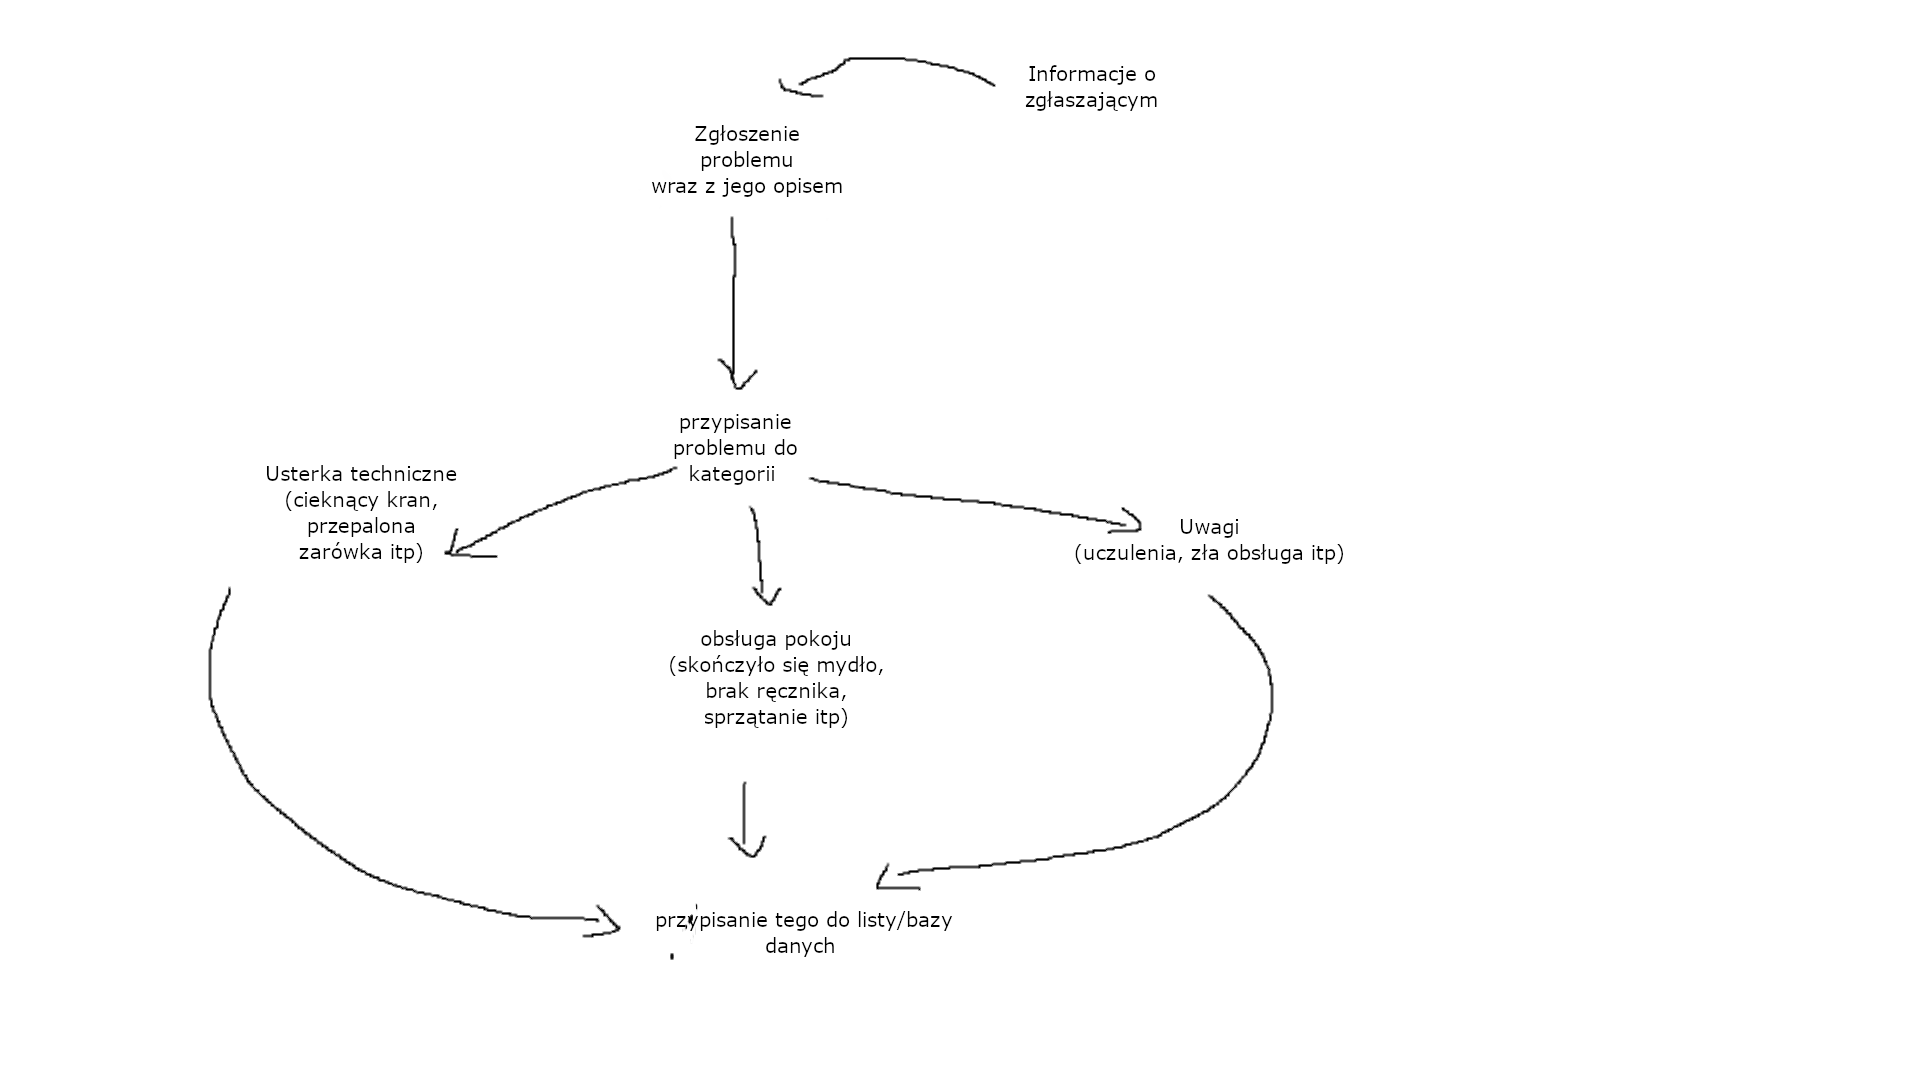 Informacje o
zgłaszającym
Zgłoszenie
problemu
wraz z jego opisem
przypisanie
problemu do
kategorii
Usterka techniczne
(cieknący kran,
przepalona
zarówka itp)
Uwagi
(uczulenia, zła obsługa itp)
obsługa pokoju
(skończyło się mydło,
brak ręcznika,
sprzątanie itp)
przypisanie tego do listy/bazy
danych